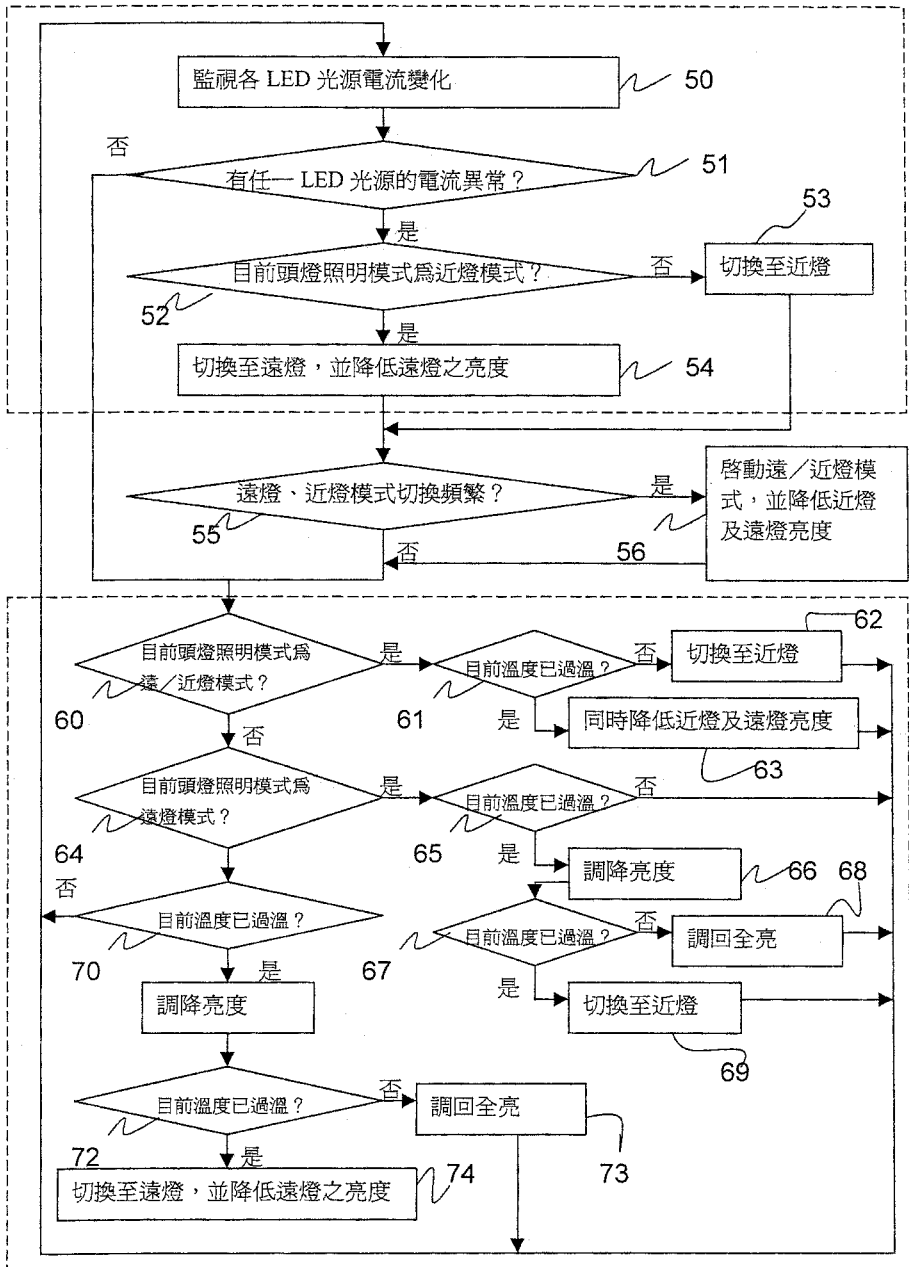 監視各 LED 光源電流變化
50
否
有任一 LED 光源的電流異常？
51
是
53
目前頭燈照明模式爲近燈模式？
否
切換至近燈
52
是
切換至遠燈，並降低遠燈之亮度
54
遠燈、近燈模式切換頻繁？
是
啓動遠／近燈模
式，並降低近燈
及遠燈亮度
55
56
否
目前頭燈照明模式爲
遠／近燈模式？
是
目前溫度已過溫？
否
切換至近燈
62
60
61
是
同時降低近燈及遠燈亮度
63
否
目前頭燈照明模式爲
遠燈模式？
是
目前溫度已過溫？
否
64
65
是
調降亮度
66
否
目前溫度已過溫？
目前溫度已過溫？
否
調回全亮
68
70
67
是
調降亮度
是
切換至近燈
69
目前溫度已過溫？
否
調回全亮
72
是
73
切換至遠燈，並降低遠燈之亮度
74